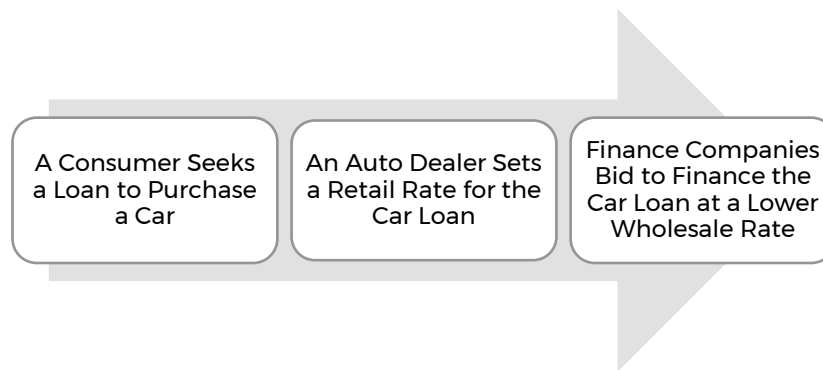 A Consumer Seeks
a Loan to Purchase
a Car
An Auto Dealer Sets
a Retail Rate for the
Car Loan
Finance Companies
Bid to Finance the
Car Loan at a Lower
Wholesale Rate